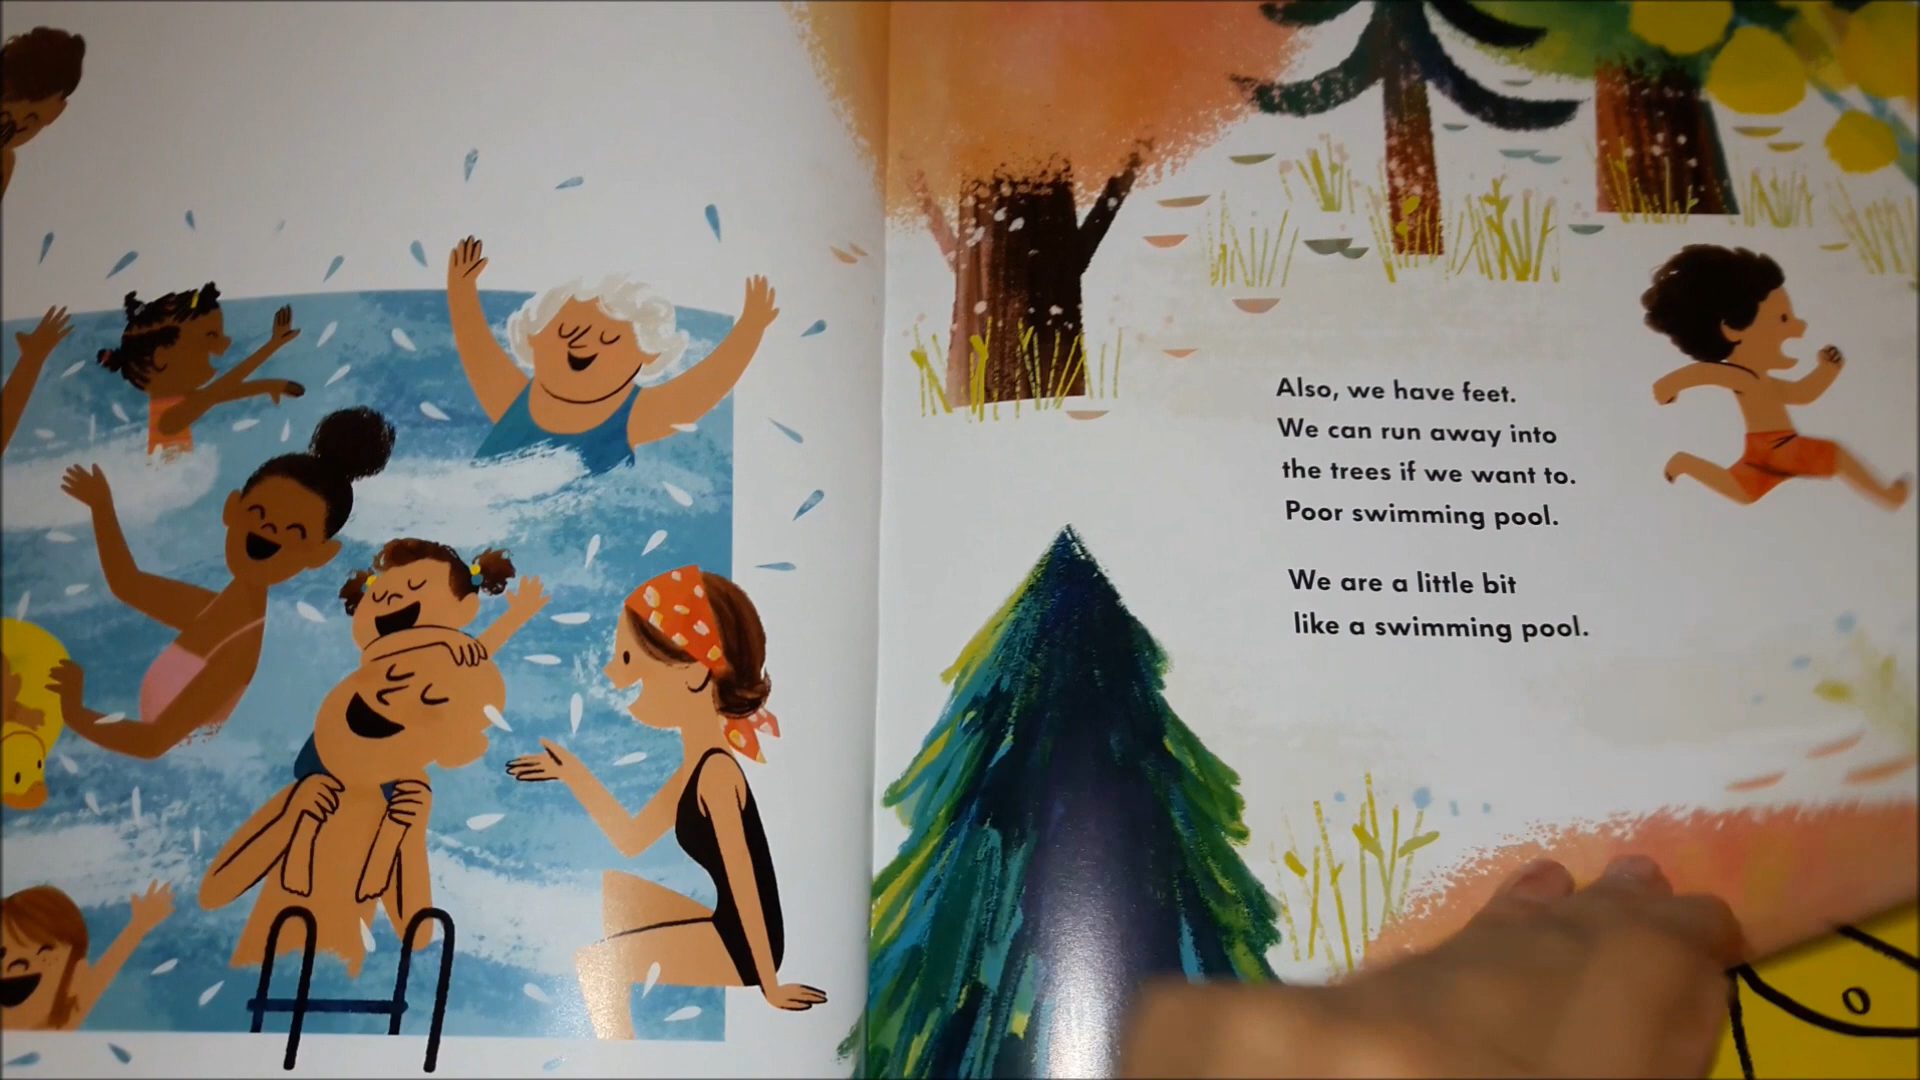 Also, we have feet.
We can run away into
the trees if we want to.
Poor swimming pool.
We are a little bit
like a swimming pool.